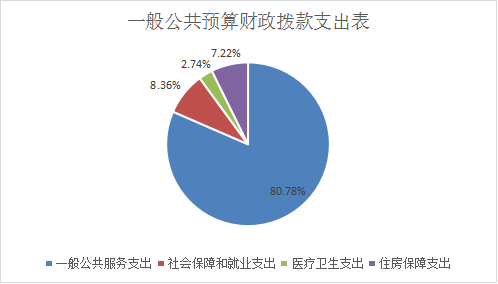 一般公共预算财政拨款支出表
7.22%
2.74%
8.36%
80.78%
一般公共服务支出 社会保障和就业支出 医疗卫生支出 住房保障支出